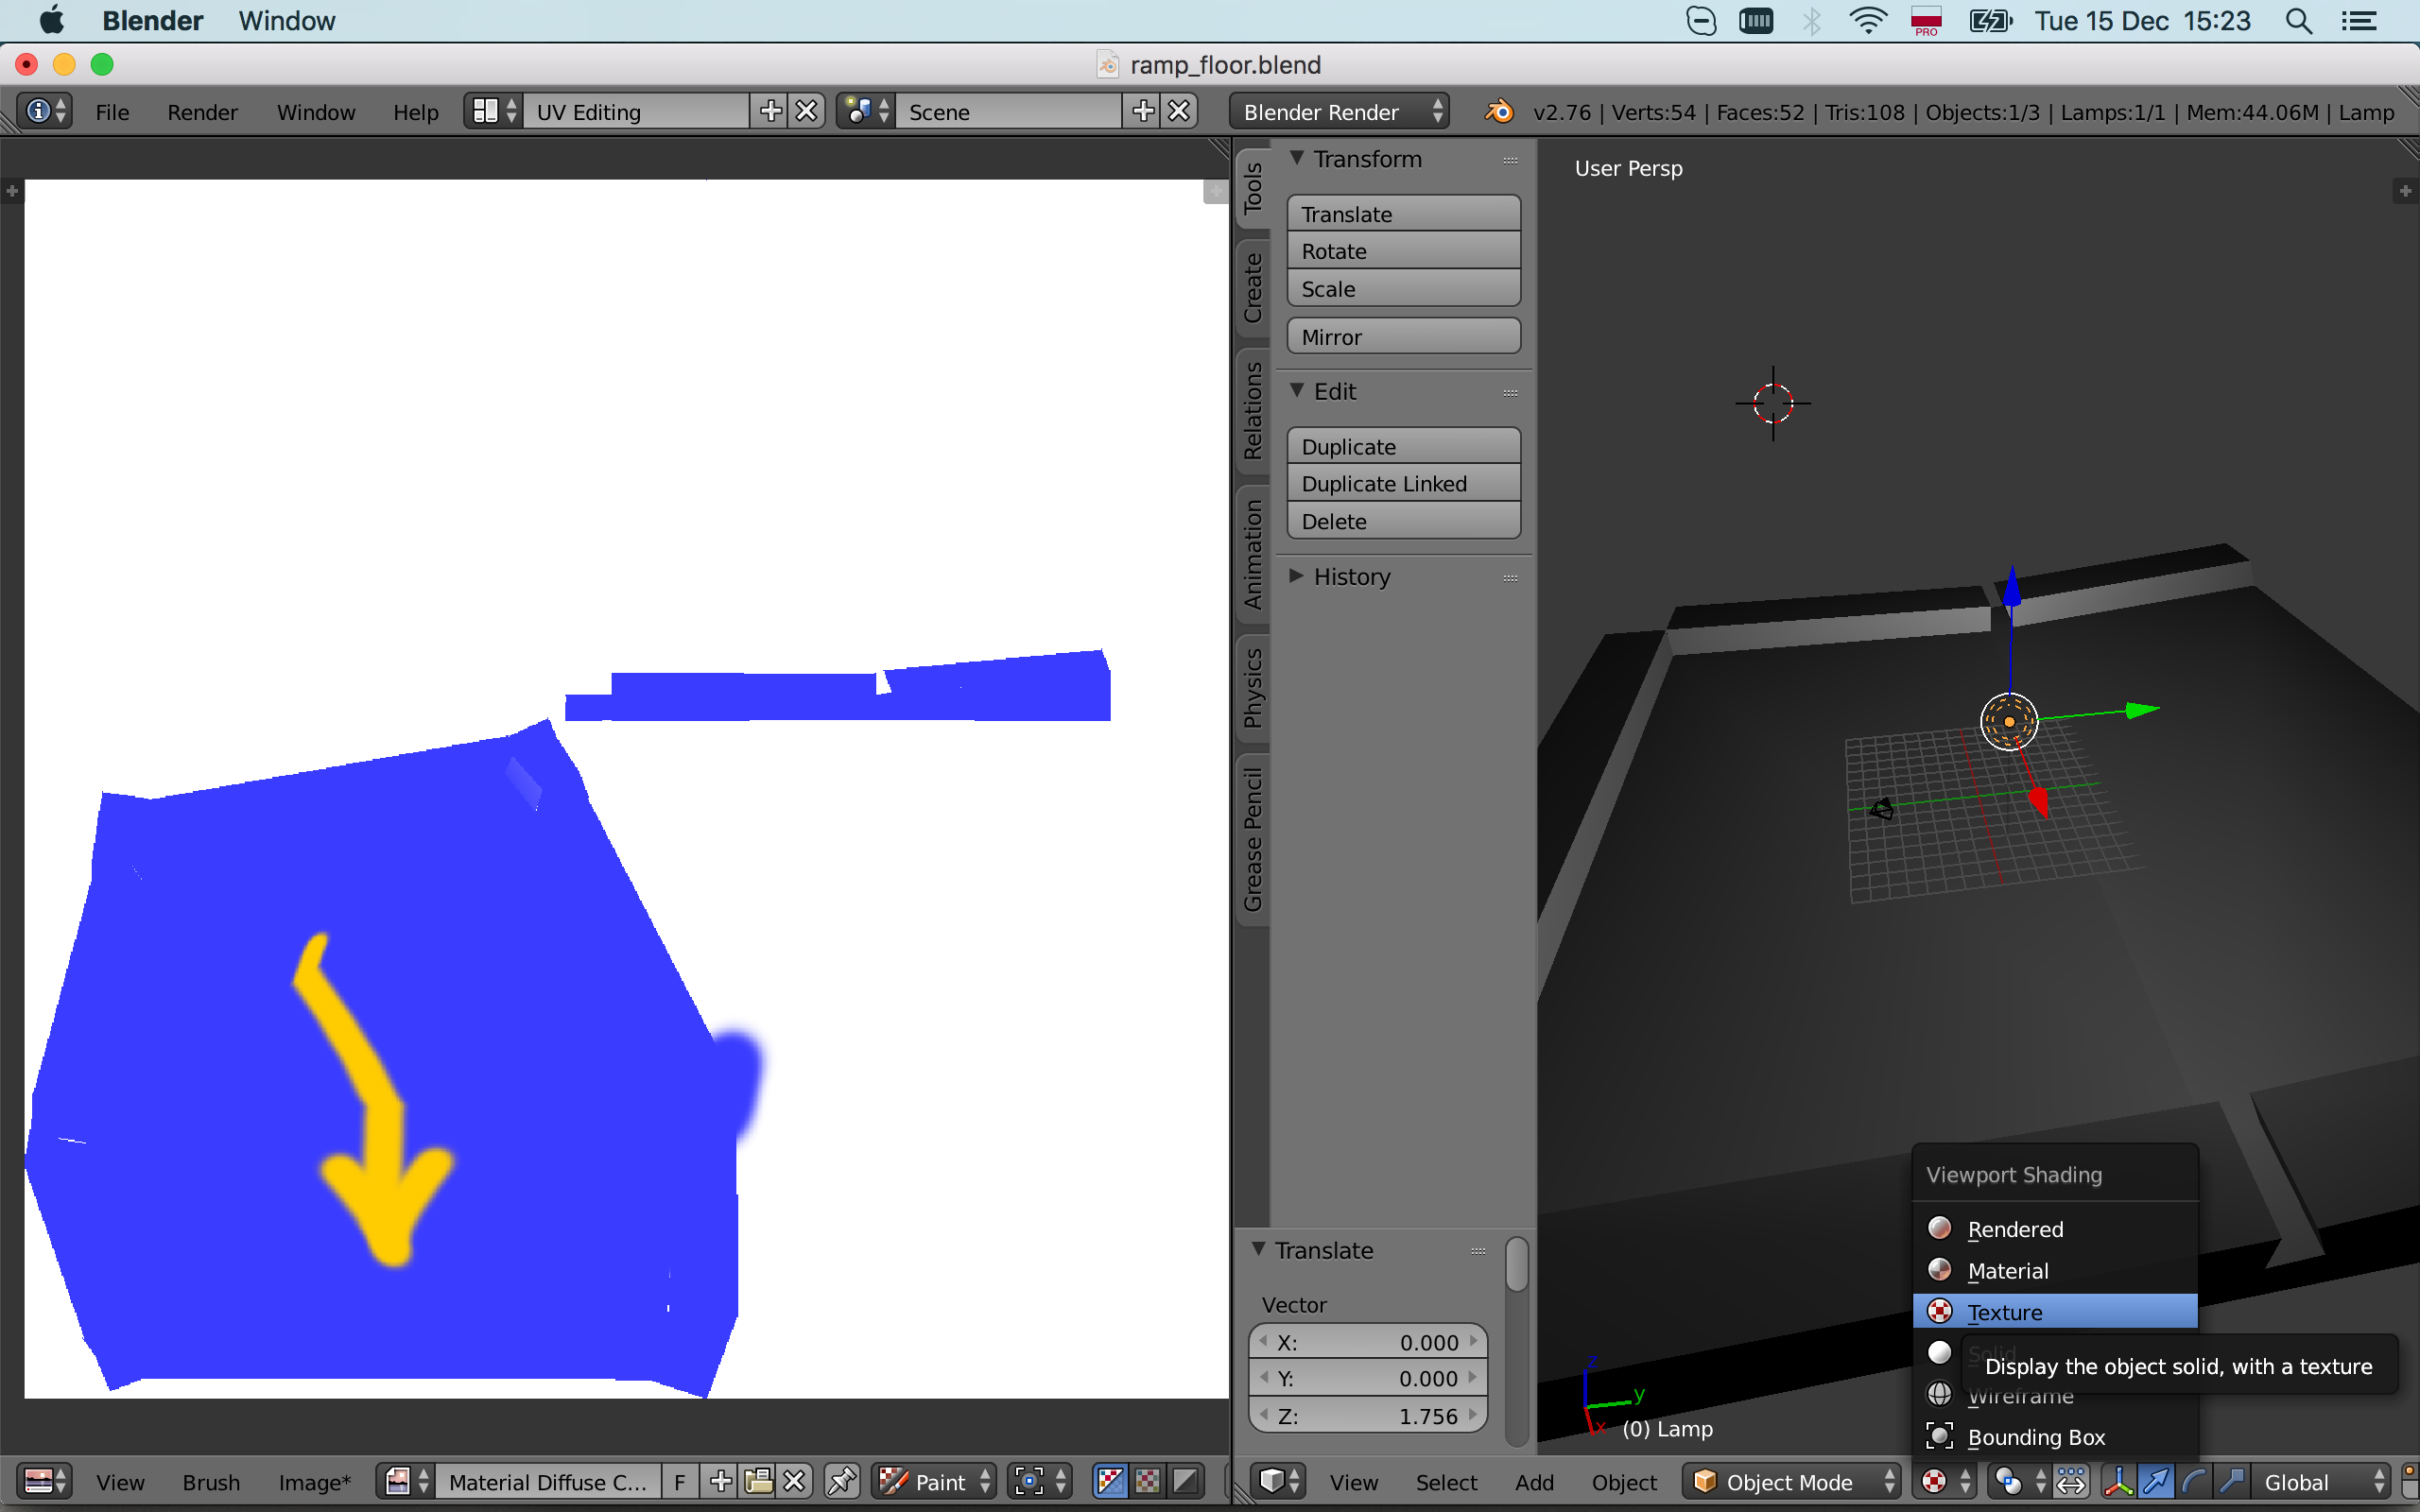 Blender Window PRO Tue 15 Dec 15:23
ramp_floor.blend
File Render Window Help UV Editing Scene Blender Render v2.76 | Verts:54 | Faces:52 | Tris:108 | Objects:1/3 | Lamps:1/1 | Mem:44.06M | Lamp
Tools
Create
Relations
Animation
Physics
Grease Pencil
Transform
Translate
Rotate
Scale
Mirror
Edit
Duplicate
Duplicate Linked
Delete
History
Translate
Vector
X: 0.000
Y: 0.000
Z: 1.756
User Persp
z
y
x
(0) Lamp
Viewport Shading
Rendered
Material
Texture
Solid
Display the object solid, with a texture
Wireframe
Bounding Box
View Brush Image* Material Diffuse C... F Paint
View Select Add Object Object Mode Global